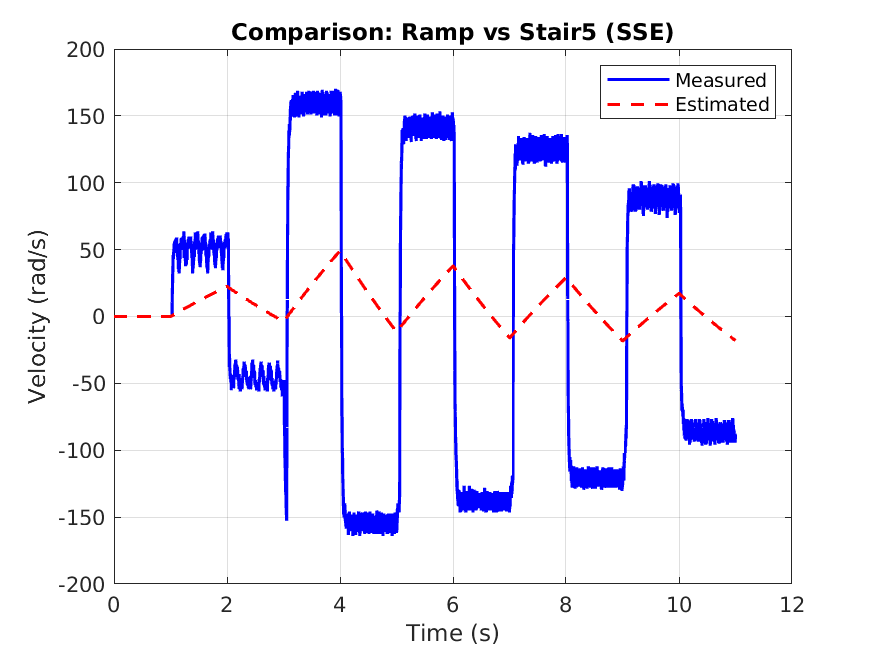 Comparison: Ramp vs Stair5 (SSE)
Measured
Estimated
Velocity (rad/s)
200
150
100
50
0
-50
-100
-150
-200
0 2 4 6 8 10 12
Time (s)